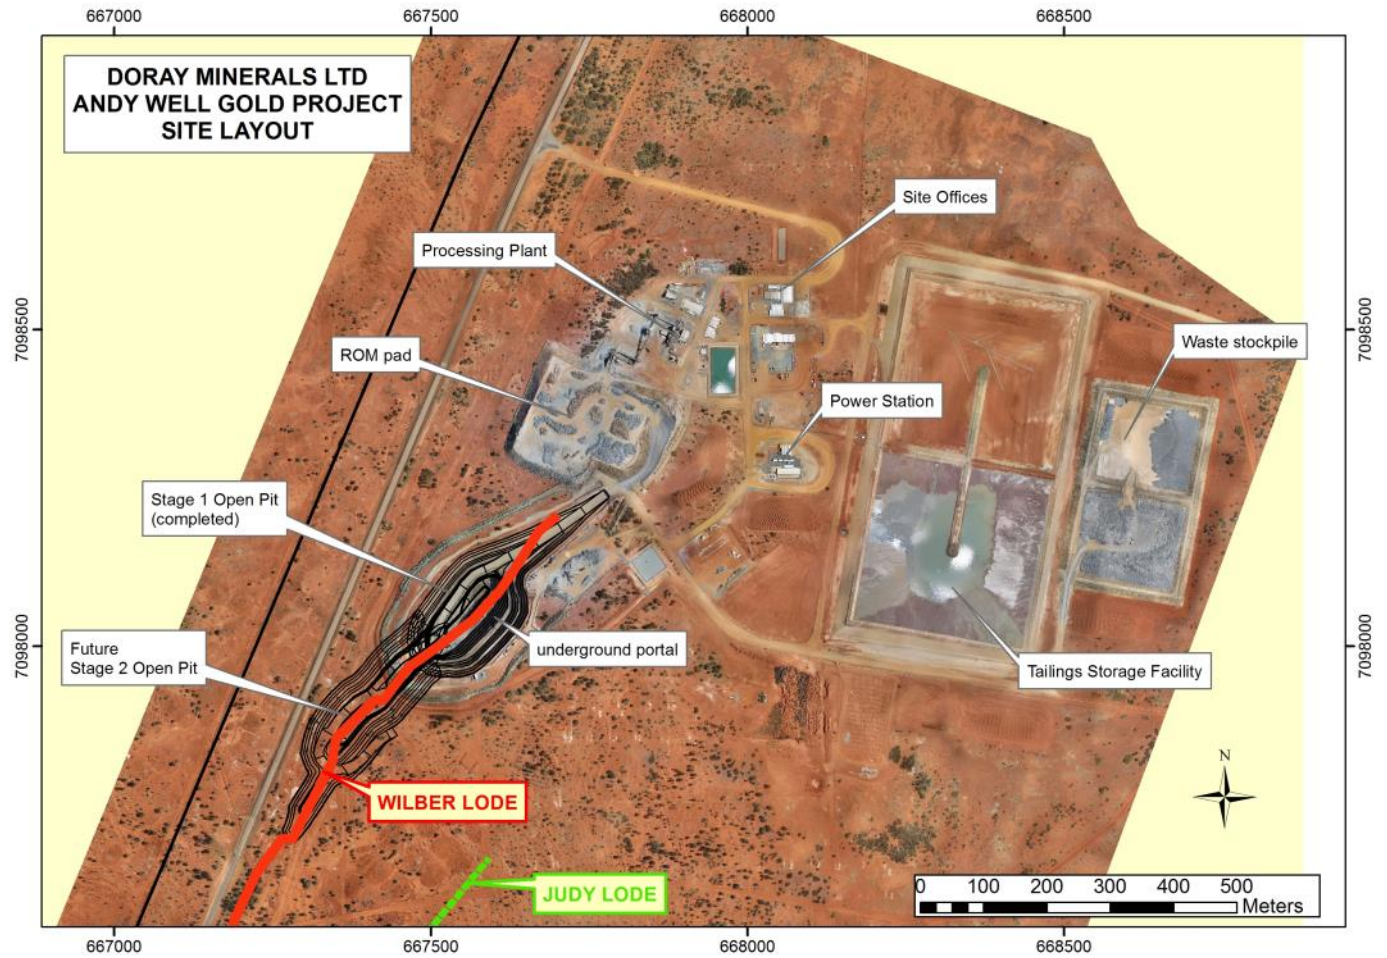 667000
667500
668000
668500
DORAY MINERALS LTD
ANDY WELL GOLD PROJECT
SITE LAYOUT
Site Offices
Processing Plant
7098500
7098500
ROM pad
Waste stockpile
Power Station
Stage 1 Open Pit
(completed)
7098000
7098000
Future
Stage 2 Open Pit
underground portal
Tailings Storage Facility
N
WILBER LODE
JUDY LODE
0 100 200 300 400 500
Meters
667000
667500
668000
668500